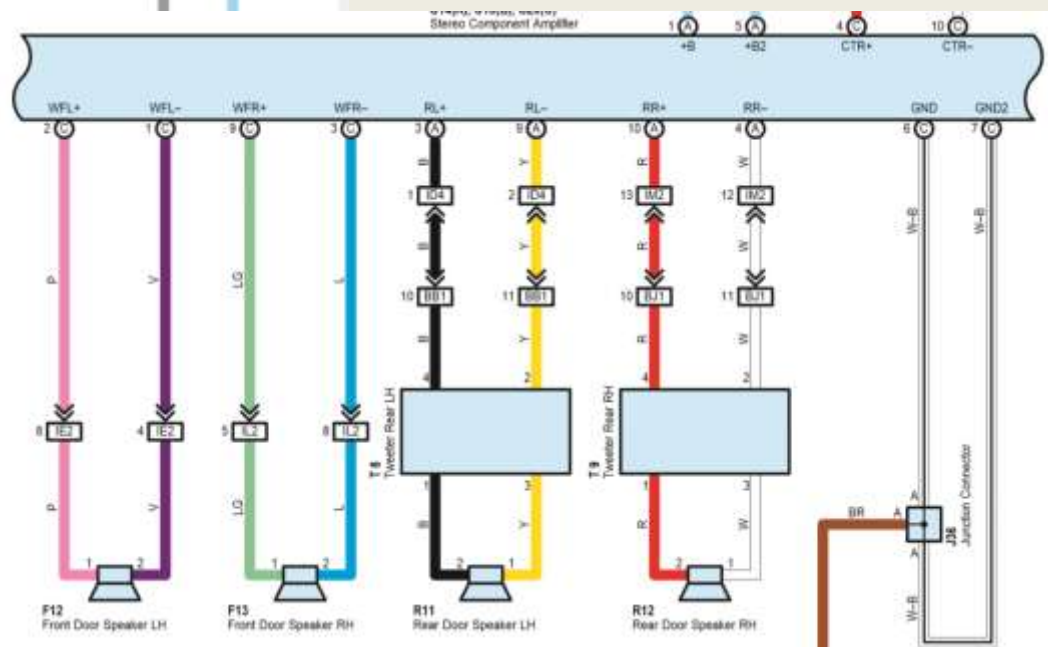 Stereo Component Amplifier
1 A 5 A 4 C 10 C
+B +B2 CTR+ CTR−
WFL+ WFL− WFR+ WFR− RL+ RL− RR+ RR− GND GND2
2 C 1 C 9 C 3 C 3 A 9 A 10 A 4 A 6 C 7 C
B Y R W
1 ID4 2 ID4 13 IM2 12 IM2
W−B W−B
P V LG L B Y R W
10 BB1 11 BB1 10 BJ1 11 BJ1
B Y R W
4 2 4 2
8 IE2 4 IE2 5 IL2 8 IL2
T 8
Tweeter Rear LH
T 9
Tweeter Rear RH
1 3 1 3
P V LG L B Y R W
A
BR A
J36
Junction Connector
A
W−B
1 2 1 2 2 1 2 1
F12
Front Door Speaker LH
F13
Front Door Speaker RH
R11
Rear Door Speaker LH
R12
Rear Door Speaker RH